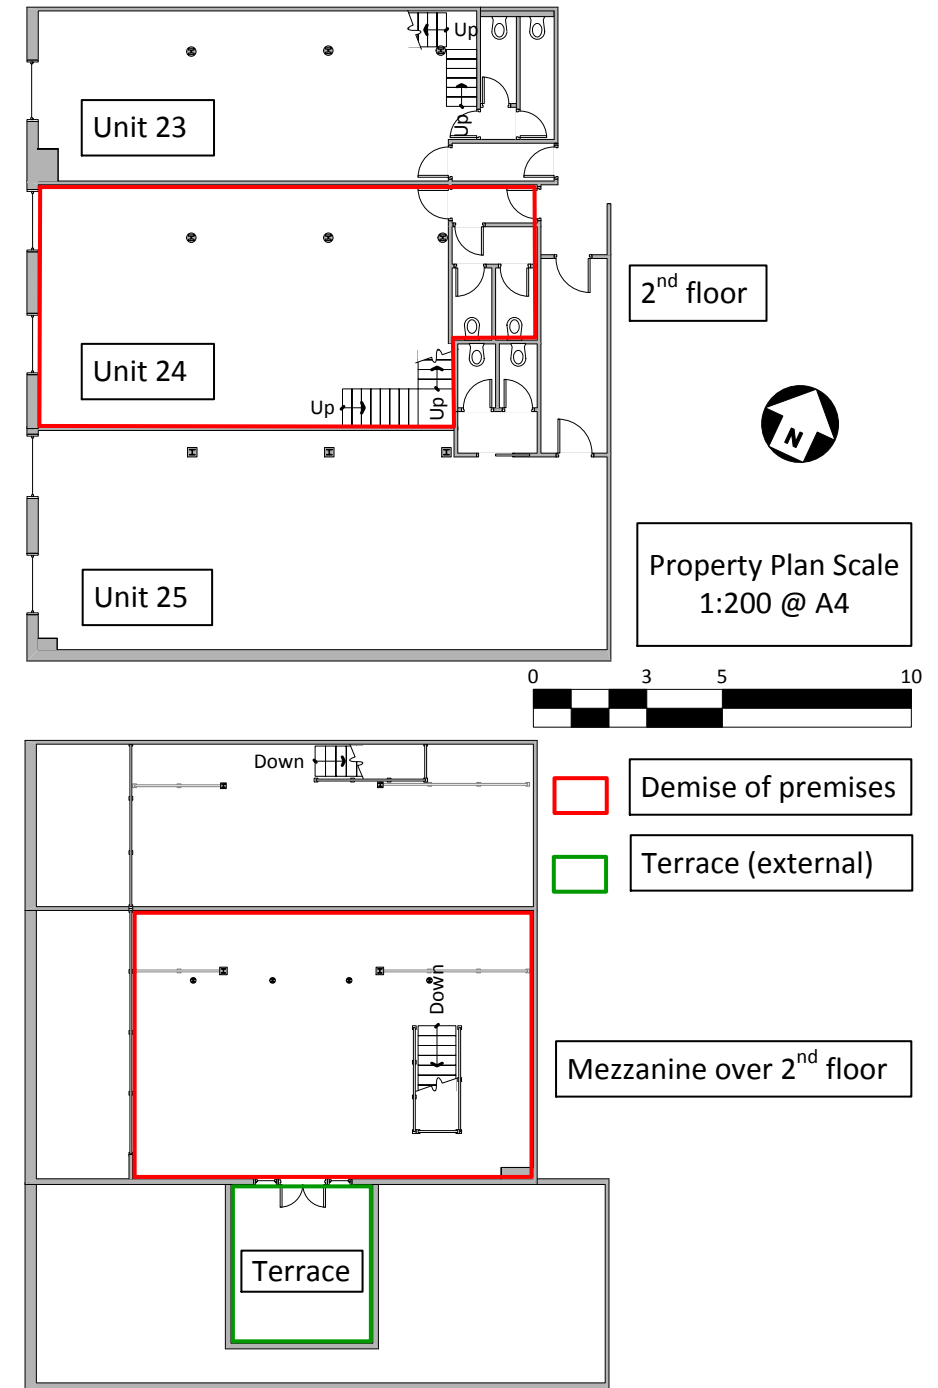 Up
Up
Unit 23
2nd floor
Unit 24
Up
Up
N
Property Plan Scale
1:200 @ A4
Unit 25
0 3 5 10
Down
Demise of premises
Terrace (external)
Down
Mezzanine over 2nd floor
Terrace